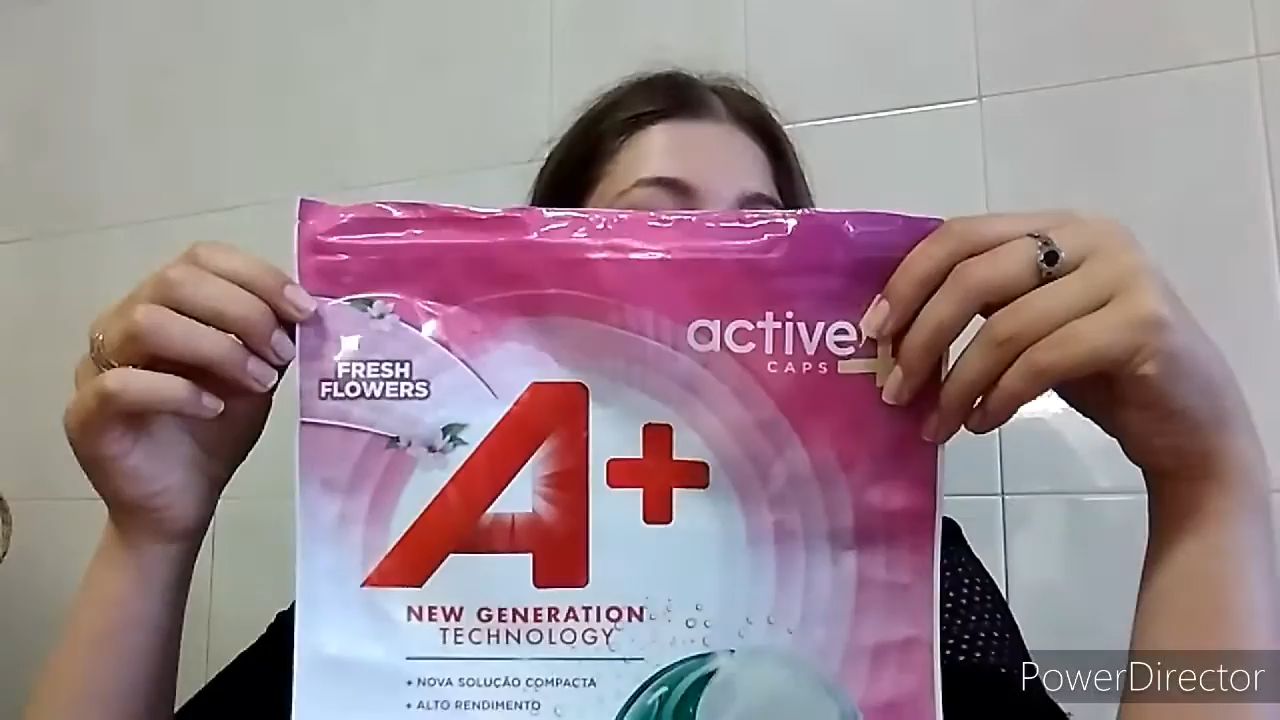 active+
CAPS
FRESH
FLOWERS
A+
NEW GENERATION
TECHNOLOGY
+ NOVA SOLUÇÃO COMPACTA
+ ALTO RENDIMENTO
PowerDirector